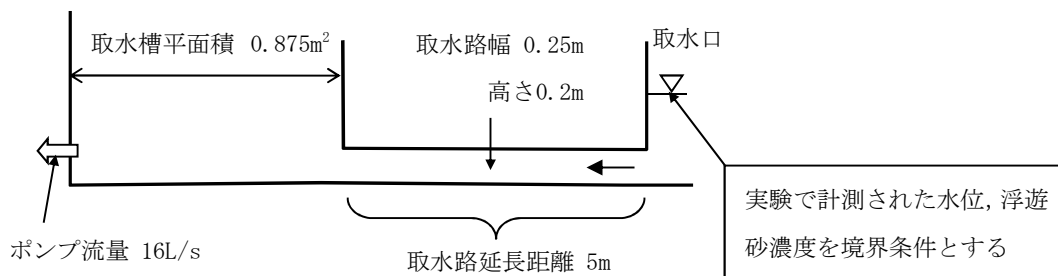 取水槽平面積 0.875m²
取水路幅 0.25m
取水口
高さ0.2m
ポンプ流量 16L/s
取水路延長距離 5m
実験で計測された水位, 浮遊
砂濃度を境界条件とする